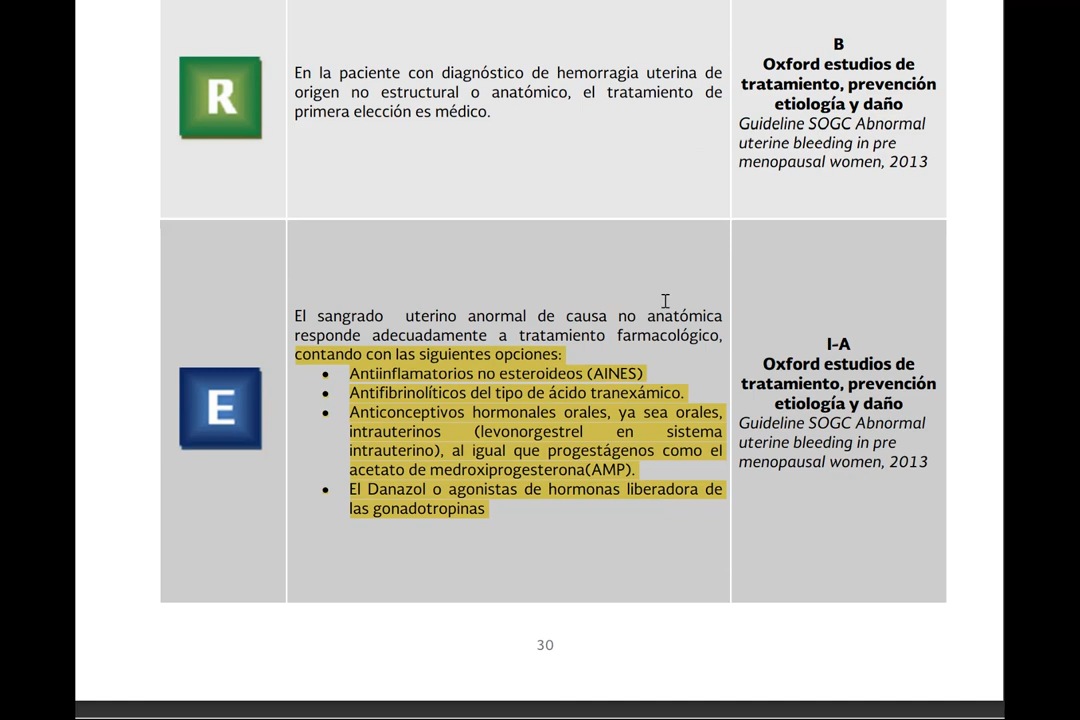 R
En la paciente con diagnóstico de hemorragia uterina de
origen no estructural o anatómico, el tratamiento de
primera elección es médico.
B
Oxford estudios de
tratamiento, prevención
etiología y daño
Guideline SOGC Abnormal
uterine bleeding in pre
menopausal women, 2013
E
El sangrado uterino anormal de causa no anatómica
responde adecuadamente a tratamiento farmacológico,
contando con las siguientes opciones:
• Antiinflamatorios no esteroideos (AINES)
• Antifibrinolíticos del tipo de ácido tranexámico.
• Anticonceptivos hormonales orales, ya sea orales,
intrauterinos (levonorgestrel en sistema
intrauterino), al igual que progestágenos como el
acetato de medroxiprogesterona(AMP).
• El Danazol o agonistas de hormonas liberadora de
las gonadotropinas
I-A
Oxford estudios de
tratamiento, prevención
etiología y daño
Guideline SOGC Abnormal
uterine bleeding in pre
menopausal women, 2013
30